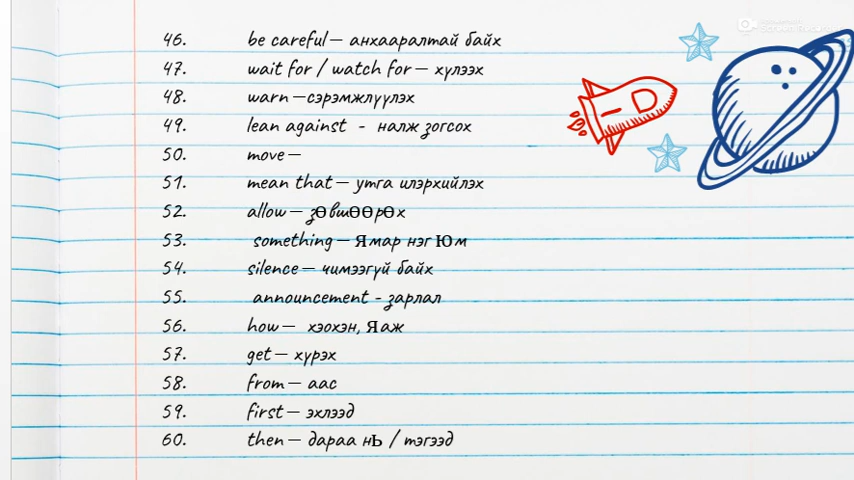 46. be careful – анхааралтай байх
47. wait for / watch for – хүлээх
48. warn –сэрэмжлүүлэх
49. lean against - налж зогсох
50. move –
51. mean that – утга илэрхийлэх
52. allow – зөвшөөрөх
53. something – Ямар нэг Юм
54. silence – чимээгүй байх
55. announcement - зарлал
56. how – хэохэн, Яаж
57. get – хүрэх
58. from – аас
59. first – эхлээд
60. then – дараа нь / тэгээд